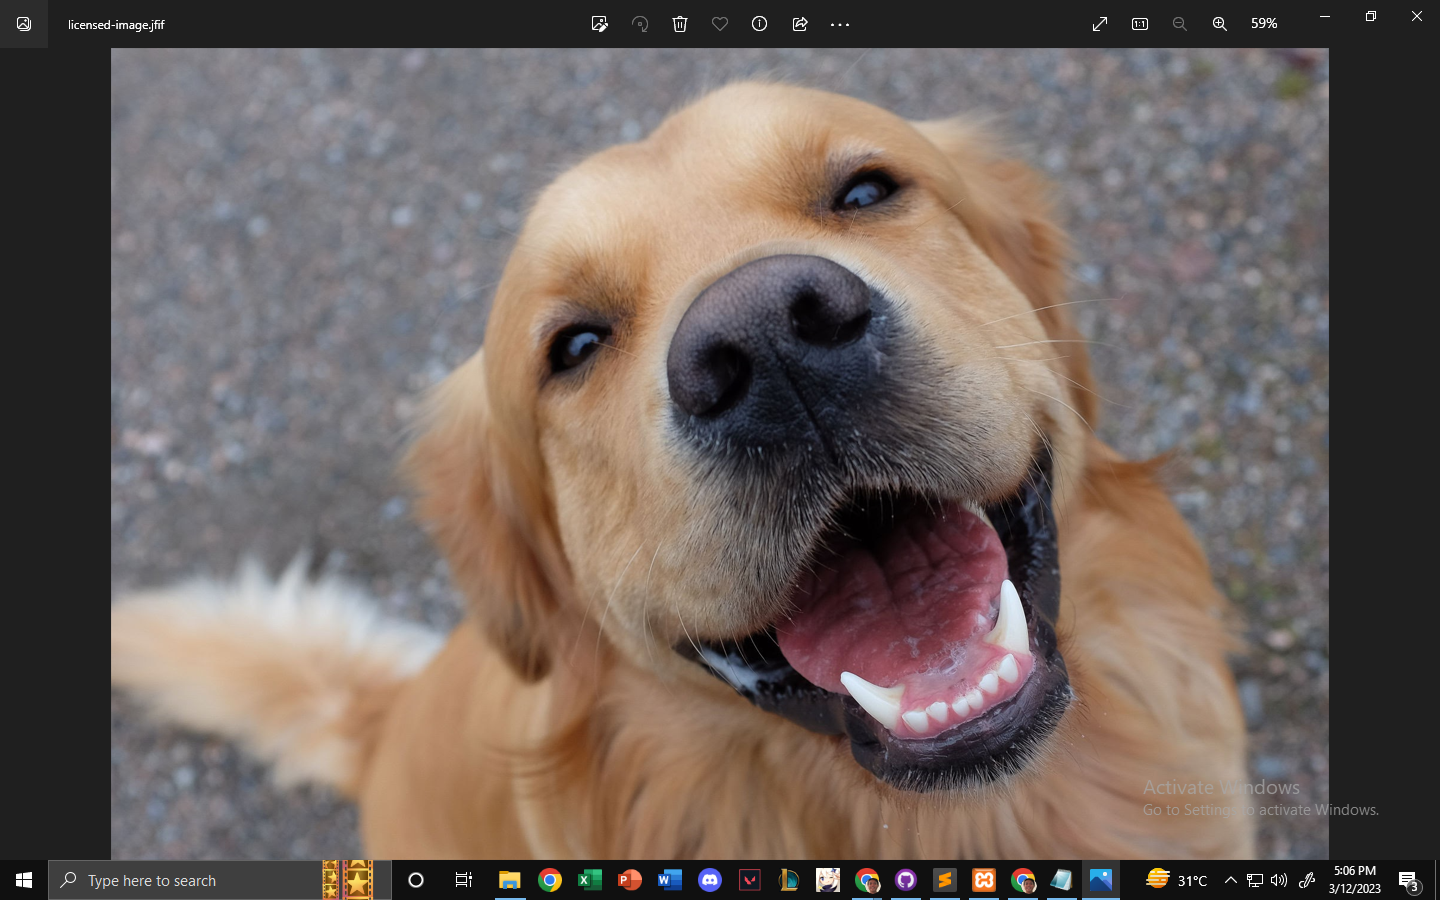 licensed-image.jfif
59%
Activate Windows
Go to Settings to activate Windows.
Type here to search
31°C
5:06 PM
3/12/2023
3